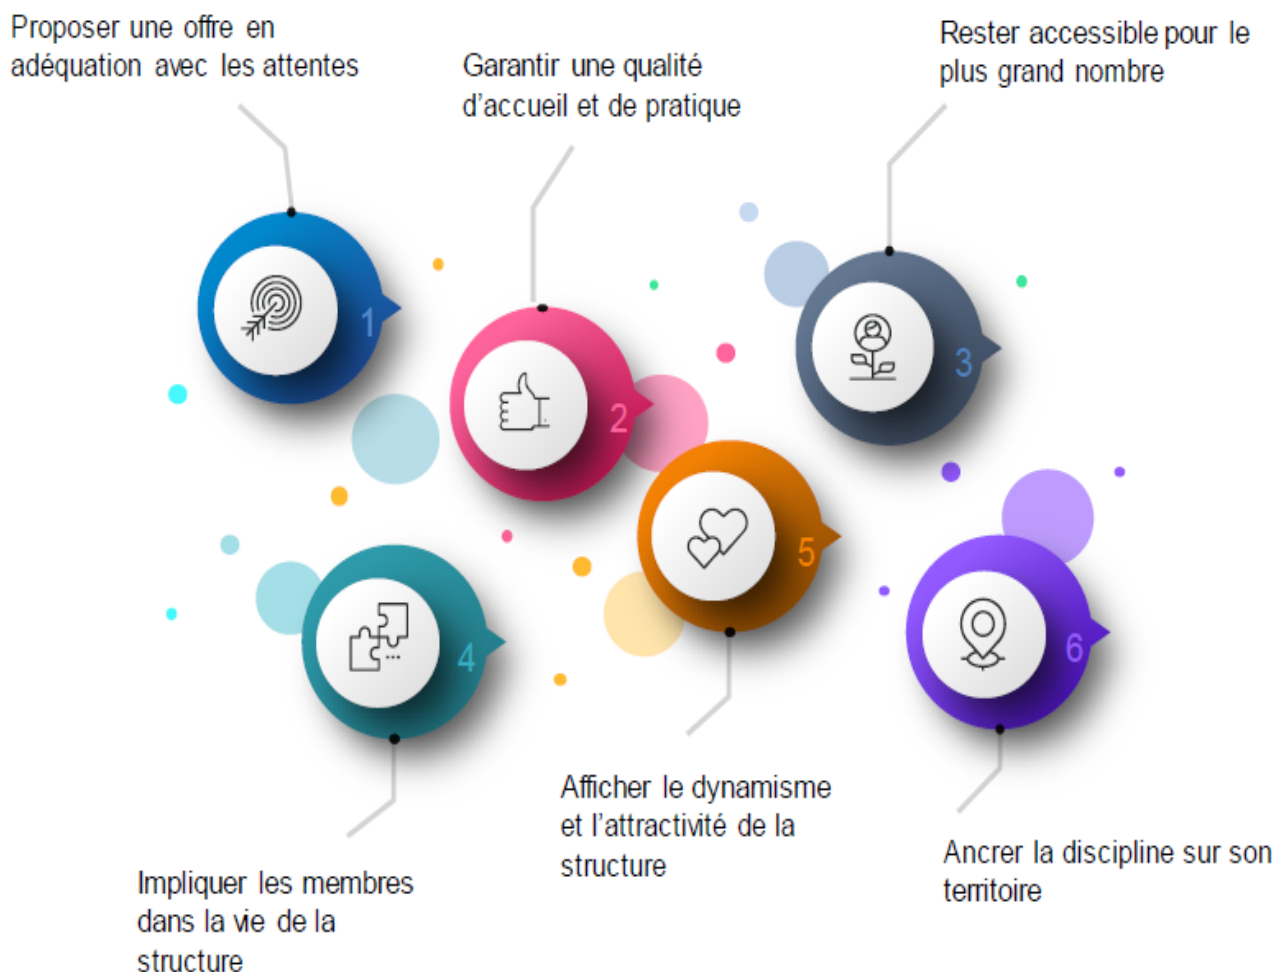 Proposer une offre en
adéquation avec les attentes
1
Garantir une qualité
d'accueil et de pratique
2
Rester accessible pour le
plus grand nombre
3
Impliquer les membres
dans la vie de la
structure
4
Afficher le dynamisme
et l'attractivité de la
structure
5
Ancrer la discipline sur son
territoire
6